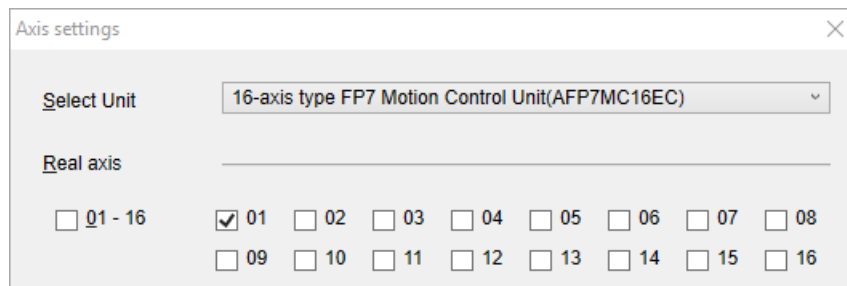 Axis settings
Select Unit 16-axis type FP7 Motion Control Unit(AFP7MC16EC)
Real axis
01 - 16 01 02 03 04 05 06 07 08
09 10 11 12 13 14 15 16